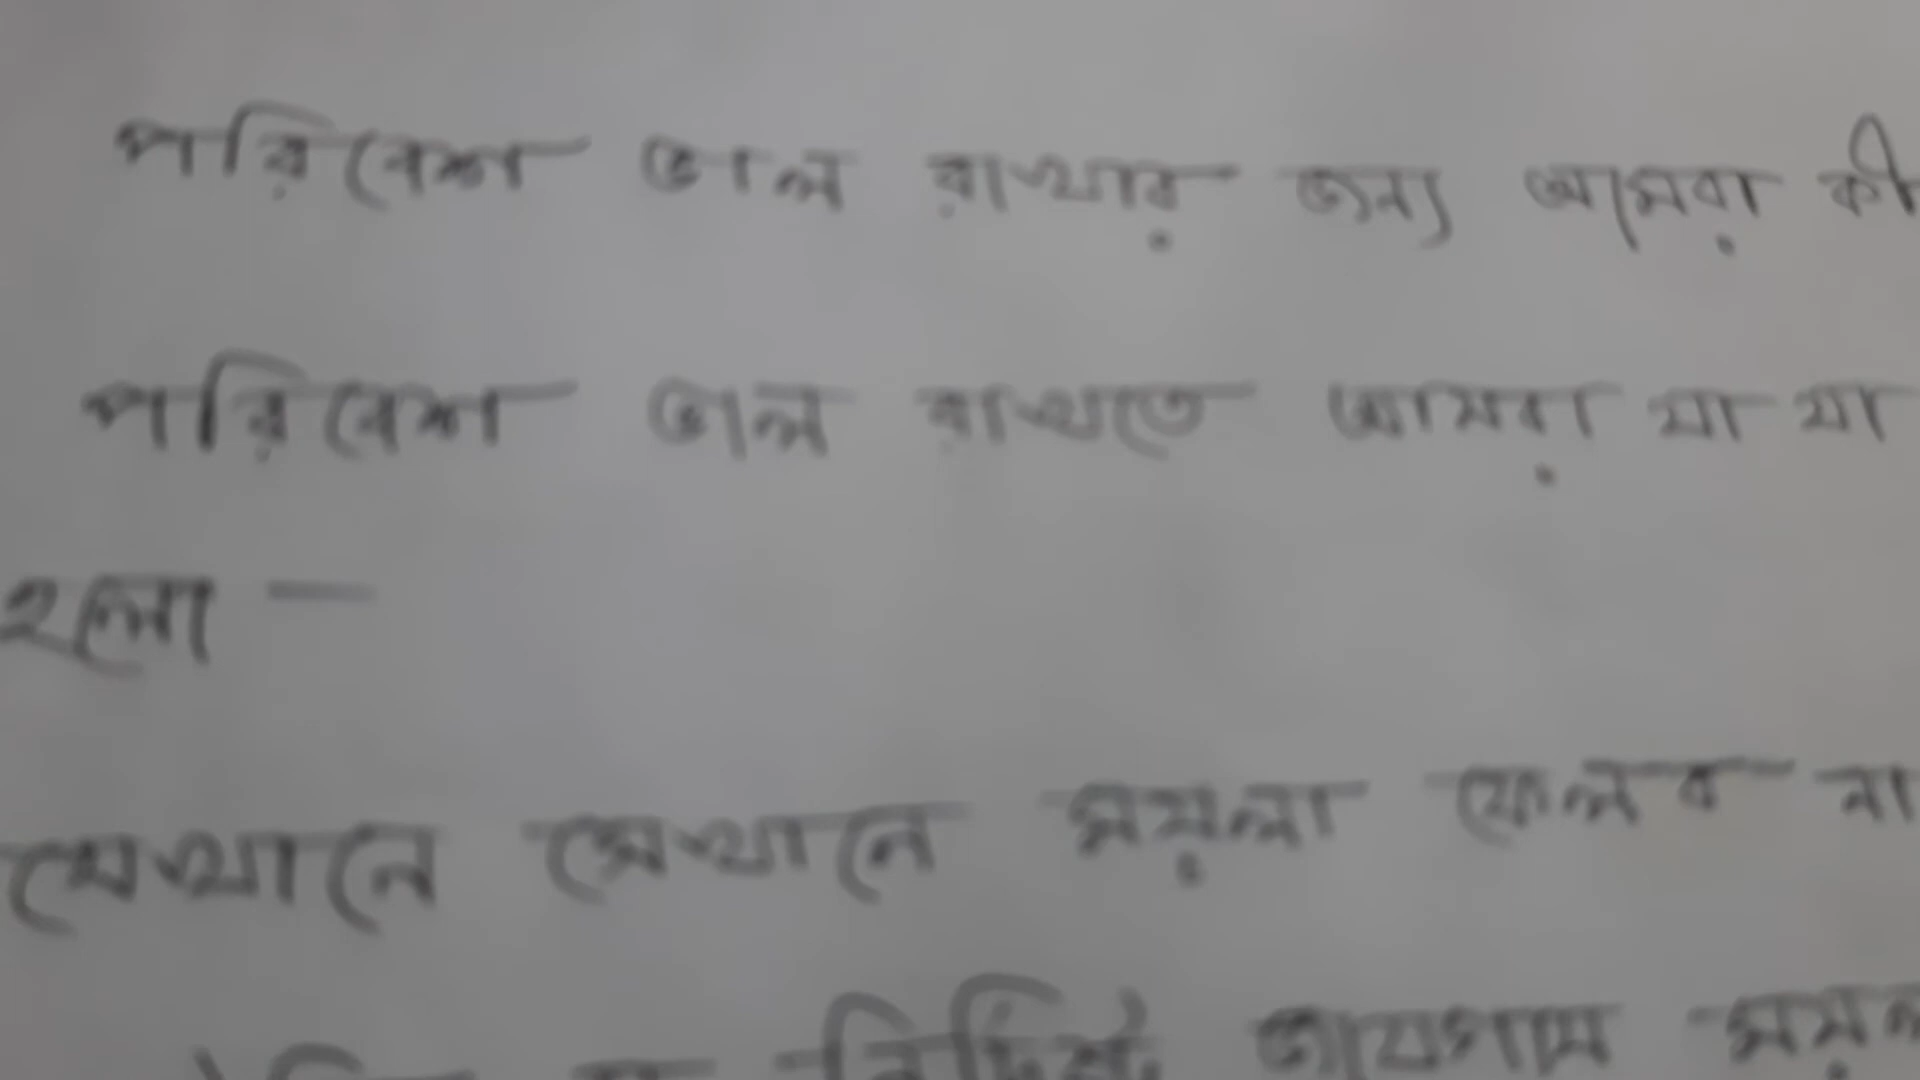 পরিবেশ ভাল রাখার জন্য আমরা কী
পরিবেশ ভাল রাখতে আমরা যা যা
হলো —
যেখানে সেখানে ময়লা ফেলব না
নির্দিষ্ট জায়গায়